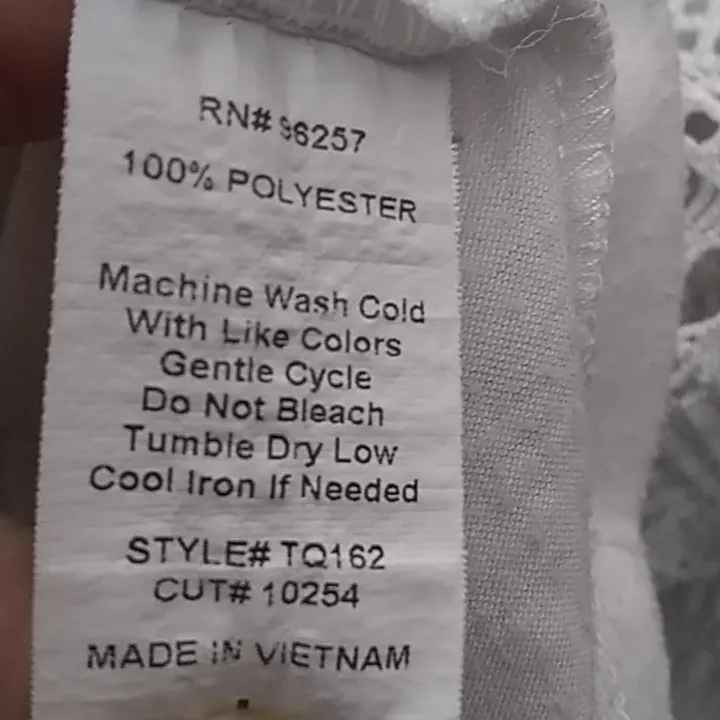 RN# 96257
100% POLYESTER
Machine Wash Cold
With Like Colors
Gentle Cycle
Do Not Bleach
Tumble Dry Low
Cool Iron If Needed
STYLE# TQ162
CUT# 10254
MADE IN VIETNAM